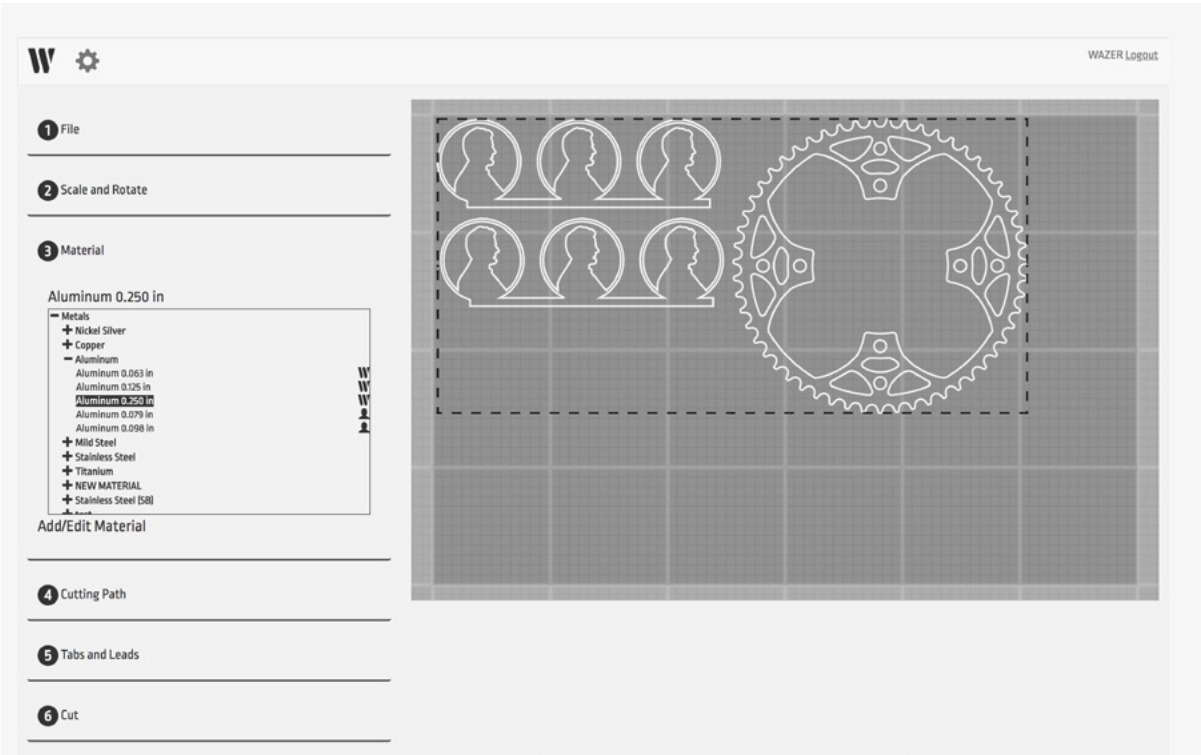 W
WAZER Logout
1 File
2 Scale and Rotate
3 Material
Aluminum 0.250 in
Metals
Nickel Silver
Copper
Aluminum
Aluminum 0.063 in
Aluminum 0.125 in
Aluminum 0.250 in
Aluminum 0.079 in
Aluminum 0.098 in
Mild Steel
Stainless Steel
Titanium
NEW MATERIAL
Stainless Steel (SB)
Add/Edit Material
4 Cutting Path
5 Tabs and Leads
6 Cut